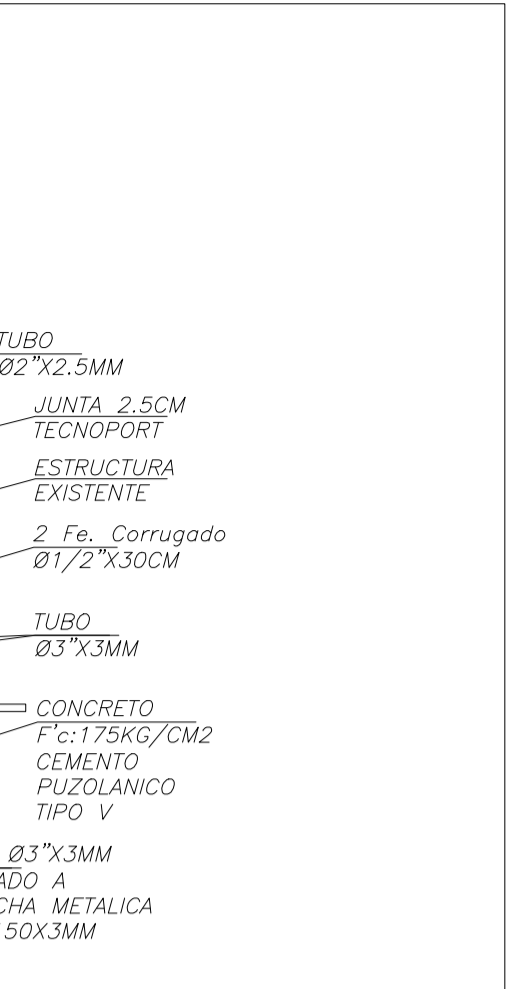 TUBO
Ø2"X2.5MM
JUNTA 2.5CM
TECNOPORT
ESTRUCTURA
EXISTENTE
2 Fe. Corrugado
Ø1/2"X30CM
TUBO
Ø3"X3MM
CONCRETO
F'c:175KG/CM2
CEMENTO
PUZOLANICO
TIPO V
Ø3"X3MM
ADO A
CHA METALICA
50X3MM